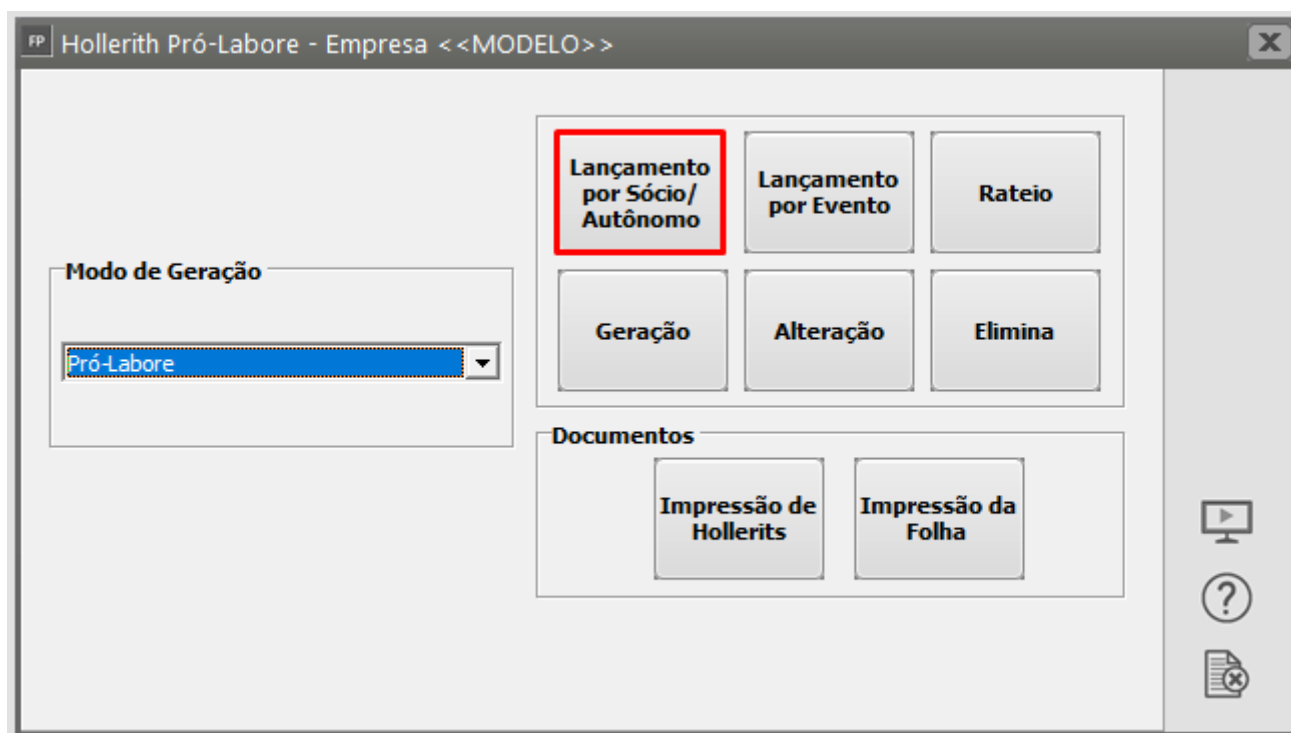 FP Hollerith Pró-Labore - Empresa <<MODELO>>
Modo de Geração
Pró-Labore
Lançamento
por Sócio/
Autônomo
Lançamento
por Evento
Rateio
Geração
Alteração
Elimina
Documentos
Impressão de
Hollerits
Impressão da
Folha